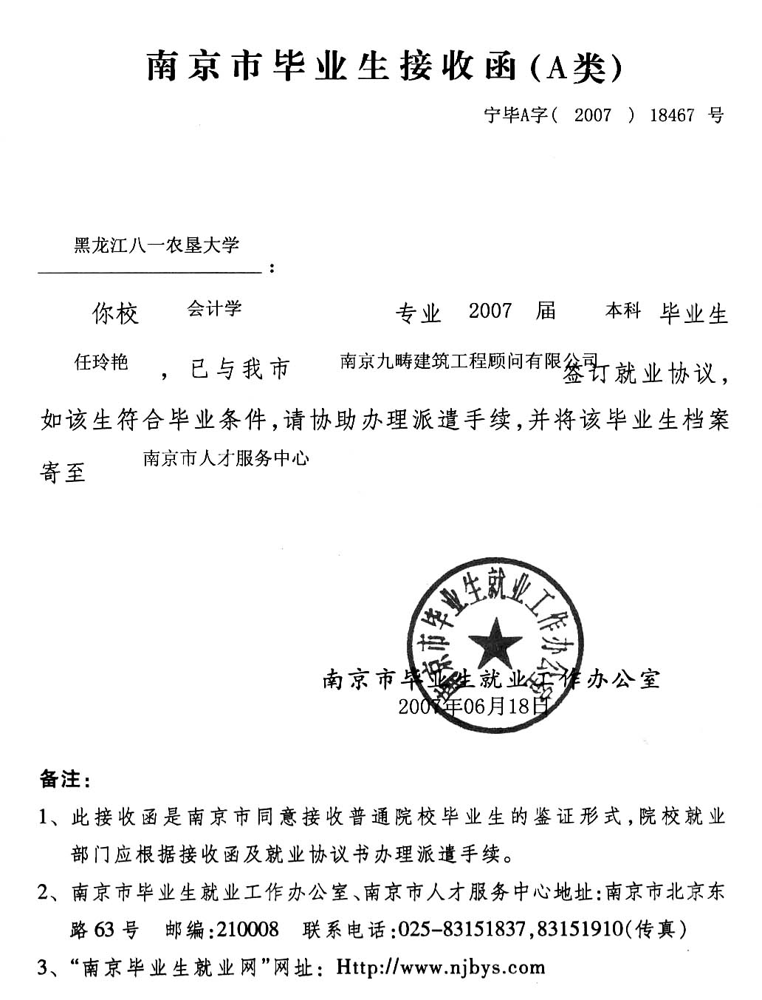 南京市毕业生接收函(A类)
宁毕A字( 2007 ) 18467 号
黑龙江八一农垦大学
：
你校 会计学 专业 2007 届 本科 毕业生
任玲艳 ，已与我市 南京九畴建筑工程顾问有限公司 签订就业协议，
如该生符合毕业条件,请协助办理派遣手续,并将该毕业生档案
寄至 南京市人才服务中心
南京市毕业生就业工作办公室
南京市毕业生就业工作办公室
2007年06月18日
备注：
1、此接收函是南京市同意接收普通院校毕业生的鉴证形式,院校就业
部门应根据接收函及就业协议书办理派遣手续。
2、南京市毕业生就业工作办公室、南京市人才服务中心地址:南京市北京东
路 63 号 邮编:210008 联系电话:025-83151837,83151910(传真)
3、“南京毕业生就业网”网址：Http://www.njbys.com